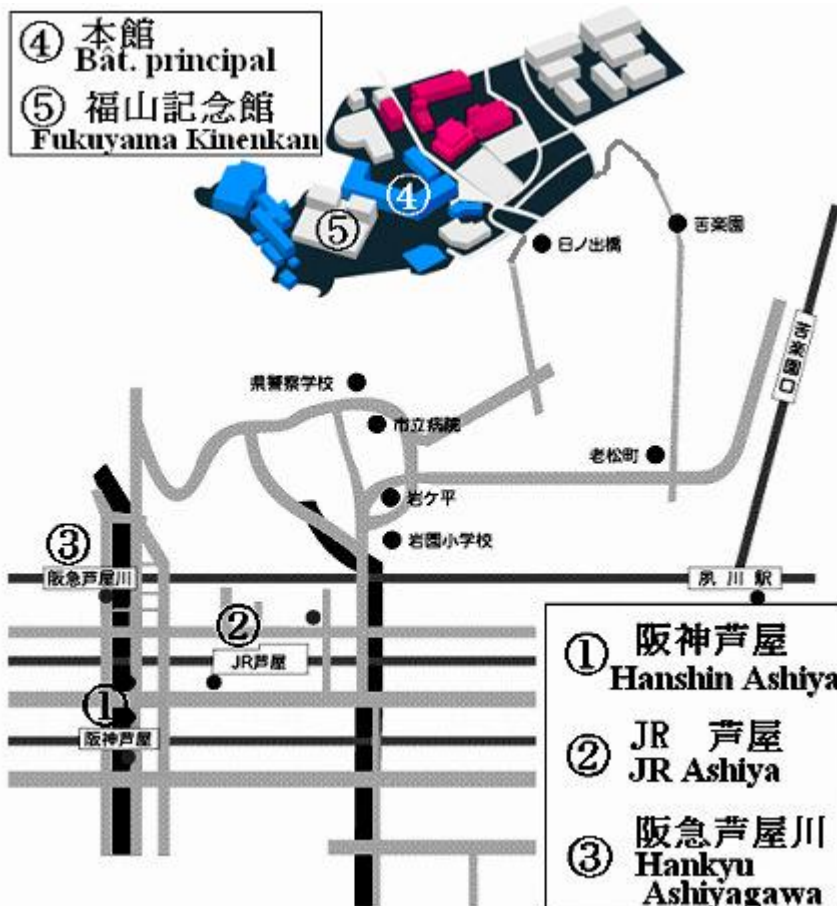 ④ 本館
Bât. principal
⑤ 福山記念館
Fukuyama Kinenkan
④
⑤
苦楽園
日ノ出橋
苦楽園口
県警察学校
市立病院
老松町
岩ケ平
岩園小学校
③
阪急芦屋川
夙川駅
②
JR芦屋
①
阪神芦屋
① 阪神芦屋
Hanshin Ashiya
② JR 芦屋
JR Ashiya
③ 阪急芦屋川
Hankyu
Ashiyagawa